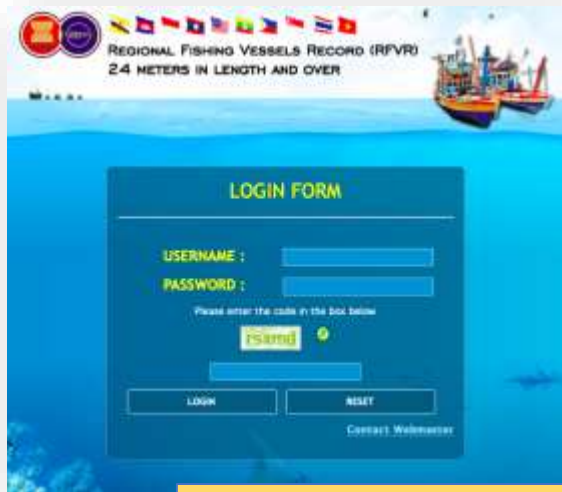 REGIONAL FISHING VESSELS RECORD (RFVR)
24 METERS IN LENGTH AND OVER
LOGIN FORM
USERNAME :
PASSWORD :
Please enter the code in the box below
LOGIN
RESET
Contact Webmaster